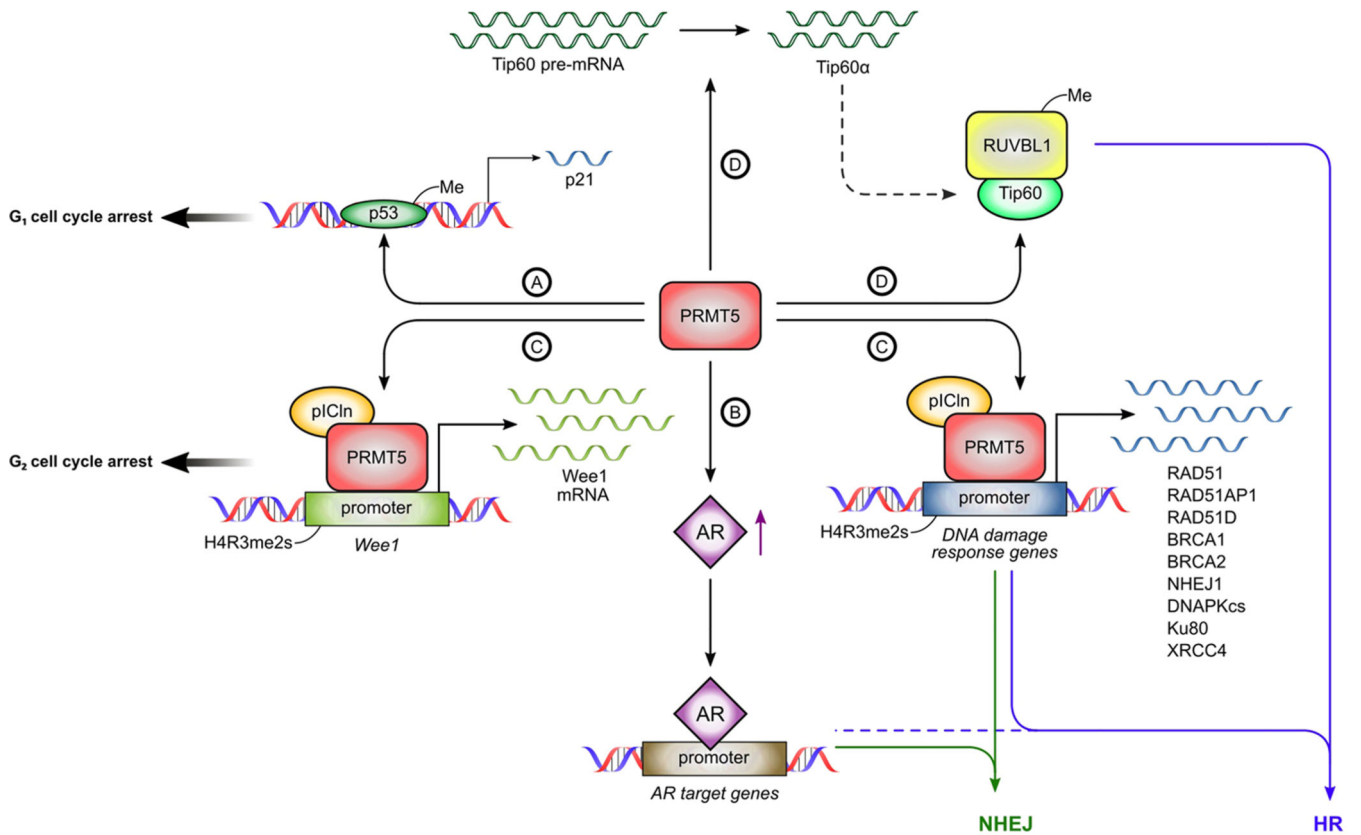 Tip60 pre-mRNA
Tip60α
Me
RUVBL1
Tip60
D
p21
Me
p53
G1 cell cycle arrest
A
D
PRMT5
C
C
pICln
PRMT5
promoter
H4R3me2s
Wee1
Wee1
mRNA
G2 cell cycle arrest
B
AR
pICln
PRMT5
promoter
H4R3me2s
DNA damage
response genes
RAD51
RAD51AP1
RAD51D
BRCA1
BRCA2
NHEJ1
DNAPKcs
Ku80
XRCC4
AR
promoter
AR target genes
NHEJ
HR